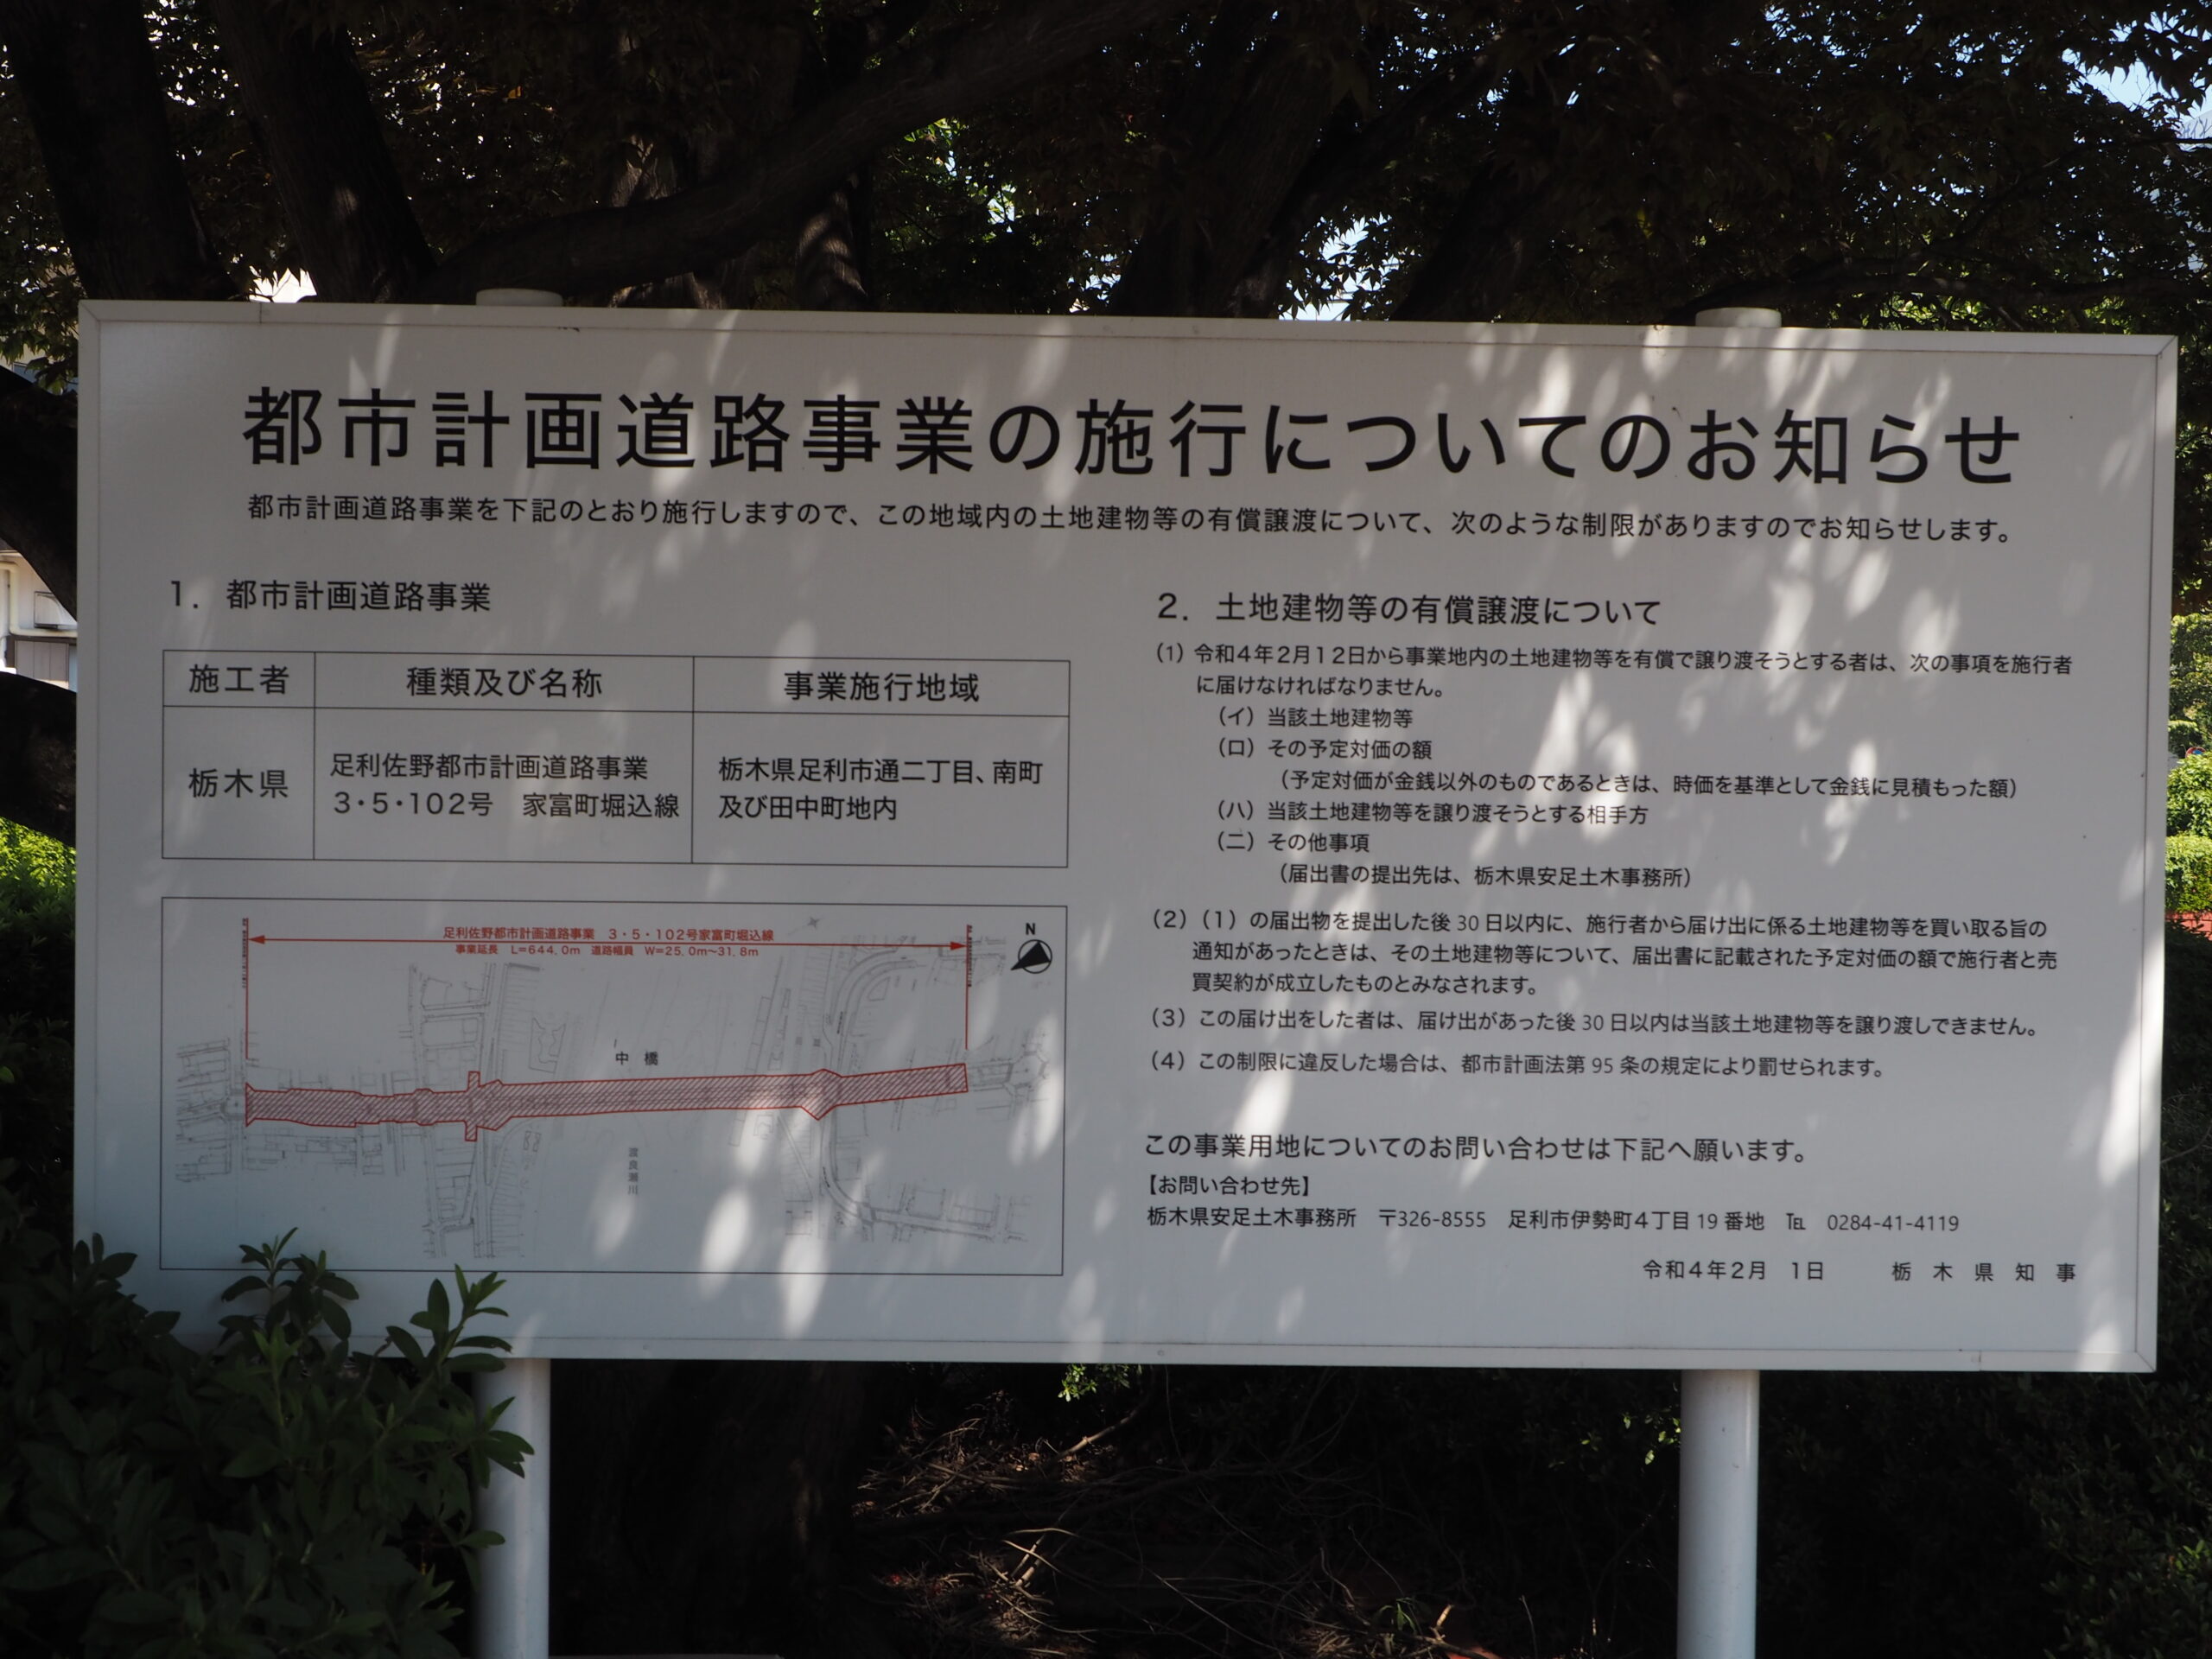 都市計画道路事業の施行についてのお知らせ
都市計画道路事業を下記のとおり施行しますので、この地域内の土地建物等の有償譲渡について、次のような制限がありますのでお知らせします。
1．都市計画道路事業
施工者 種類及び名称 事業施行地域
栃木県
足利佐野都市計画道路事業
3・5・102号　家富町堀込線
栃木県足利市通二丁目、南町
及び田中町地内
足利佐野都市計画道路事業　3・5・102号家富町堀込線
事業延長　L=644.0m　道路幅員　W=25.0m～31.8m
N
中　橋
渡良瀬川
2．土地建物等の有償譲渡について
(1) 令和4年2月12日から事業地内の土地建物等を有償で譲り渡そうとする者は、次の事項を施行者
に届けなければなりません。
(イ) 当該土地建物等
(ロ) その予定対価の額
(予定対価が金銭以外のものであるときは、時価を基準として金銭に見積もった額)
(ハ) 当該土地建物等を譲り渡そうとする相手方
(ニ) その他事項
(届出書の提出先は、栃木県安足土木事務所)
(2) (1) の届出物を提出した後 30 日以内に、施行者から届け出に係る土地建物等を買い取る旨の
通知があったときは、その土地建物等について、届出書に記載された予定対価の額で施行者と売
買契約が成立したものとみなされます。
(3) この届け出をした者は、届け出があった後 30 日以内は当該土地建物等を譲り渡しできません。
(4) この制限に違反した場合は、都市計画法第 95 条の規定により罰せられます。
この事業用地についてのお問い合わせは下記へ願います。
【お問い合わせ先】
栃木県安足土木事務所　〒326-8555　足利市伊勢町4丁目 19 番地　℡　0284-41-4119
令和4年2月　1日　　栃　木　県　知　事